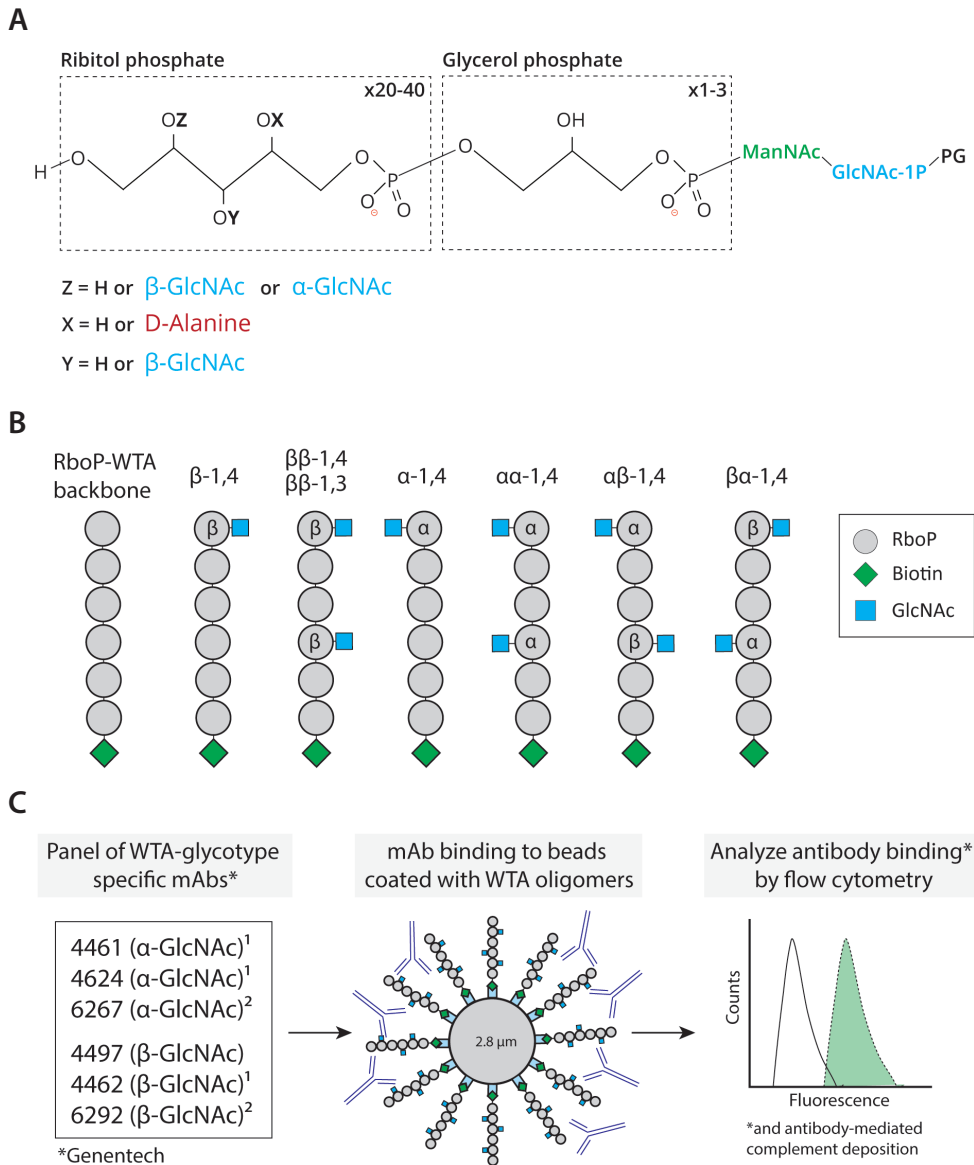 A
Ribitol phosphate
Glycerol phosphate
x20-40
x1-3
OZ
OX
OH
H
O
O
P
O
O
O
OY
O
P
O
O
ManNAc
GlcNAc-1P
PG
Z = H or β-GlcNAc or α-GlcNAc
X = H or D-Alanine
Y = H or β-GlcNAc
B
RboP-WTA
backbone
β-1,4
ββ-1,4
ββ-1,3
α-1,4
αα-1,4
αβ-1,4
βα-1,4
β
β
α
α
α
β
β
α
β
α
RboP
Biotin
GlcNAc
C
Panel of WTA-glycotype
specific mAbs*
4461 (α-GlcNAc)¹
4624 (α-GlcNAc)¹
6267 (α-GlcNAc)²
4497 (β-GlcNAc)
4462 (β-GlcNAc)¹
6292 (β-GlcNAc)²
*Genentech
mAb binding to beads
coated with WTA oligomers
2.8 µm
Analyze antibody binding*
by flow cytometry
Counts
Fluorescence
*and antibody-mediated
complement deposition